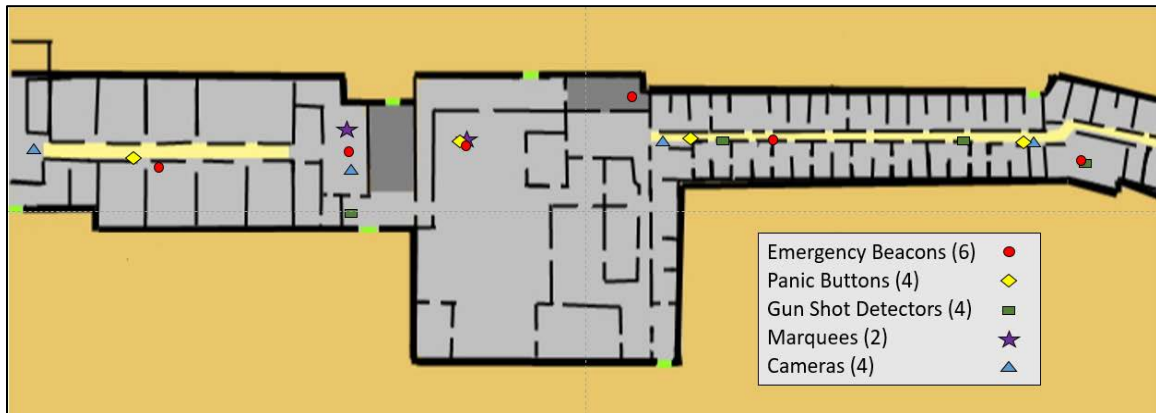 Emergency Beacons (6)
Panic Buttons (4)
Gun Shot Detectors (4)
Marquees (2)
Cameras (4)